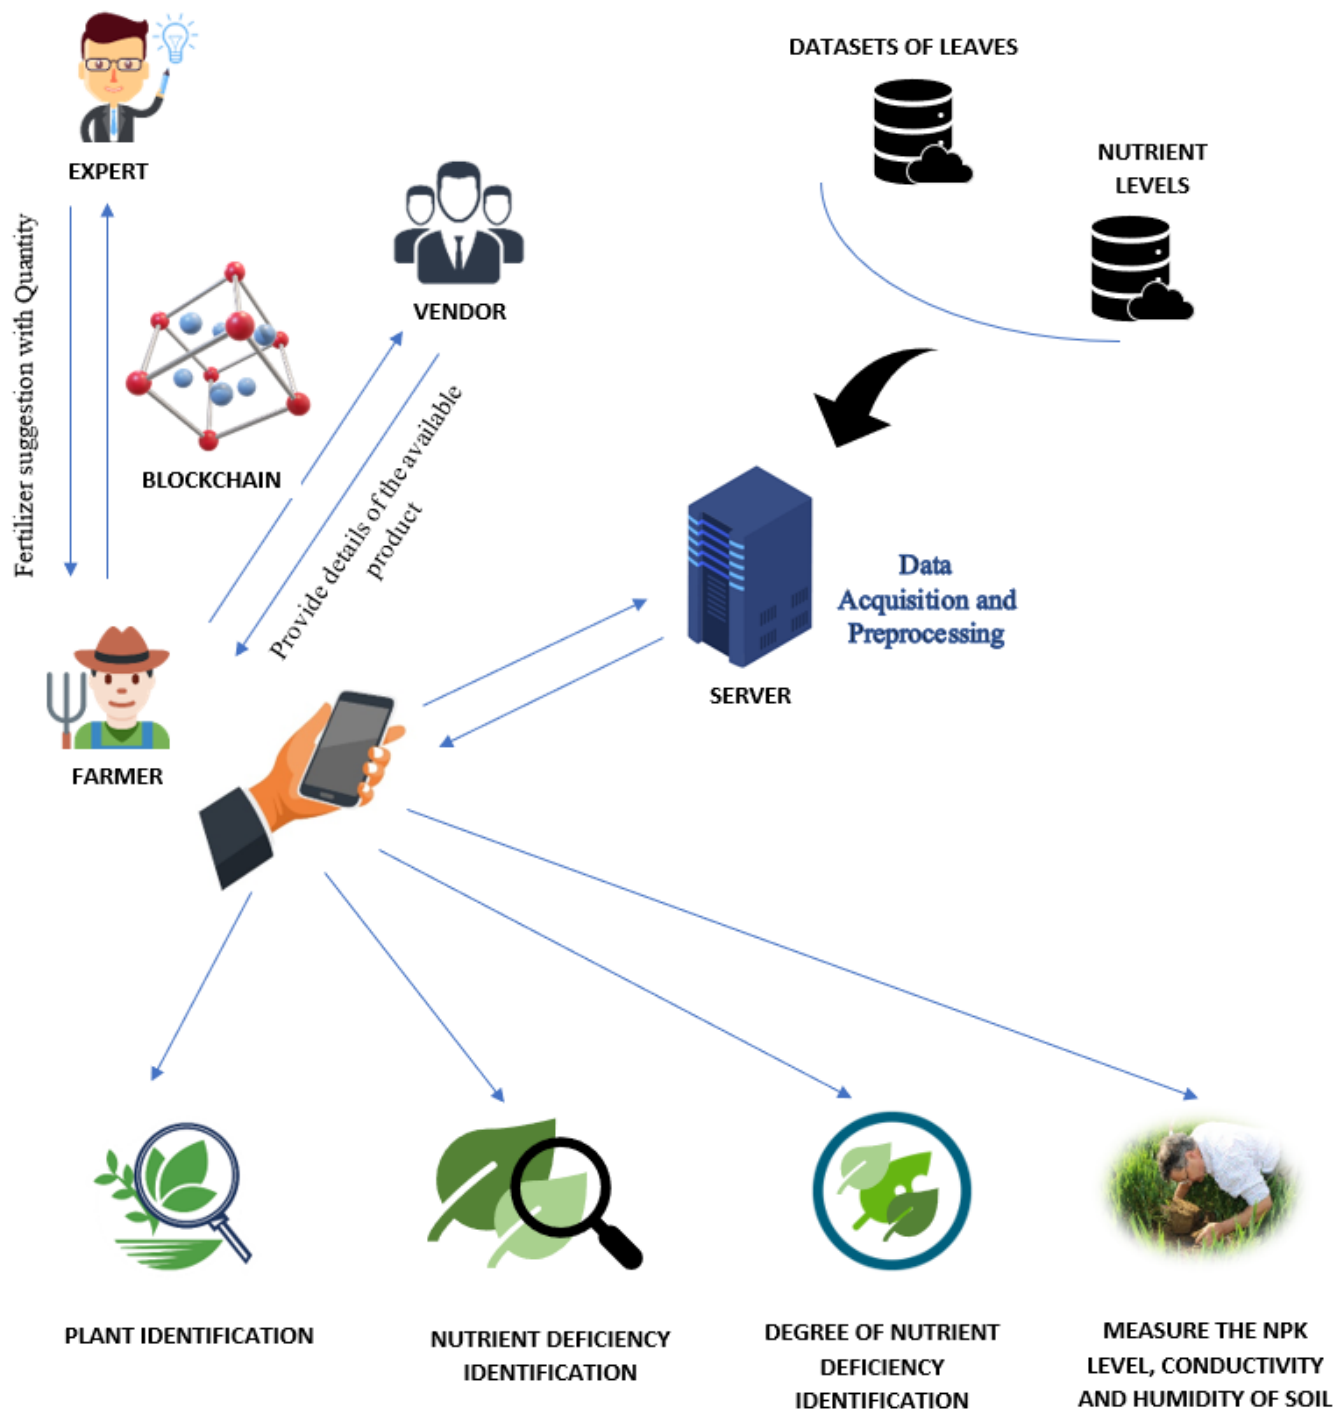 DATASETS OF LEAVES
NUTRIENT
LEVELS
EXPERT
VENDOR
Fertilizer suggestion with Quantity
BLOCKCHAIN
Provide details of the available
product
Data
Acquisition and
Preprocessing
SERVER
FARMER
PLANT IDENTIFICATION
NUTRIENT DEFICIENCY
IDENTIFICATION
DEGREE OF NUTRIENT
DEFICIENCY
IDENTIFICATION
MEASURE THE NPK
LEVEL, CONDUCTIVITY
AND HUMIDITY OF SOIL